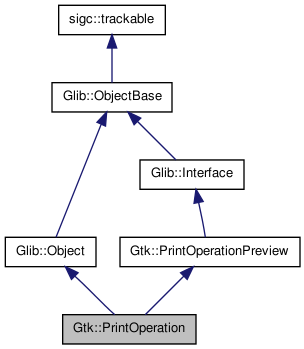 sigc::trackable
Glib::ObjectBase
Glib::Interface
Glib::Object
Gtk::PrintOperationPreview
Gtk::PrintOperation